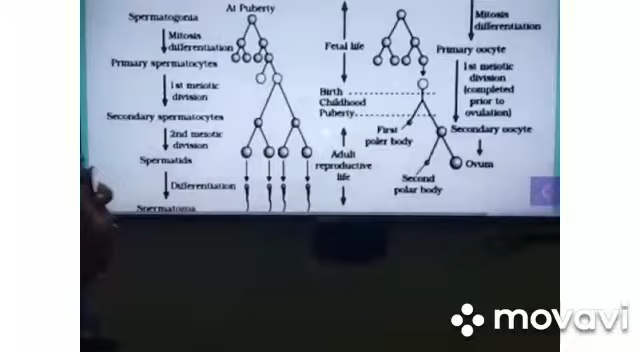 At Puberty
Spermatogonia
Mitosis
differentiation
Primary spermatocytes
1st meiotic
division
Secondary spermatocytes
2nd meiotic
division
Spermatids
Differentiation
Spermatozoa
Fetal life
Birth
Childhood
Puberty
Adult
reproductive
life
Mitosis
differentiation
Primary oocyte
1st meiotic
division
(completed
prior to
ovulation)
First
poler body
Secondary oocyte
Ovum
Second
polar body
movavi